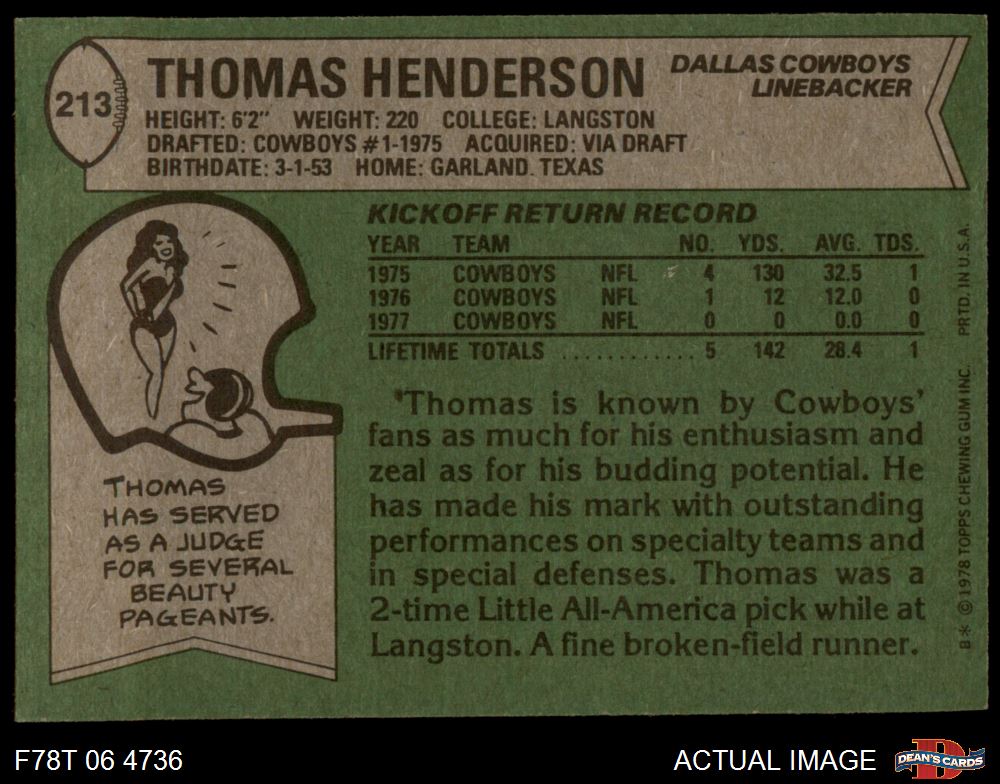 213
THOMAS HENDERSON
DALLAS COWBOYS
LINEBACKER
HEIGHT: 6'2" WEIGHT: 220 COLLEGE: LANGSTON
DRAFTED: COWBOYS #1-1975 ACQUIRED: VIA DRAFT
BIRTHDATE: 3-1-53 HOME: GARLAND, TEXAS
KICKOFF RETURN RECORD
YEAR TEAM NO. YDS. AVG. TDS.
1975 COWBOYS NFL 4 130 32.5 1
1976 COWBOYS NFL 1 12 12.0 0
1977 COWBOYS NFL 0 0 0.0 0
LIFETIME TOTALS ............ 5 142 28.4 1
THOMAS
HAS SERVED
AS A JUDGE
FOR SEVERAL
BEAUTY
PAGEANTS.
Thomas is known by Cowboys'
fans as much for his enthusiasm and
zeal as for his budding potential. He
has made his mark with outstanding
performances on specialty teams and
in special defenses. Thomas was a
2-time Little All-America pick while at
Langston. A fine broken-field runner.
B* © 1978 TOPPS CHEWING GUM INC. PRTD. IN U.S.A.
F78T 06 4736
ACTUAL IMAGE
DEAN'S CARDS